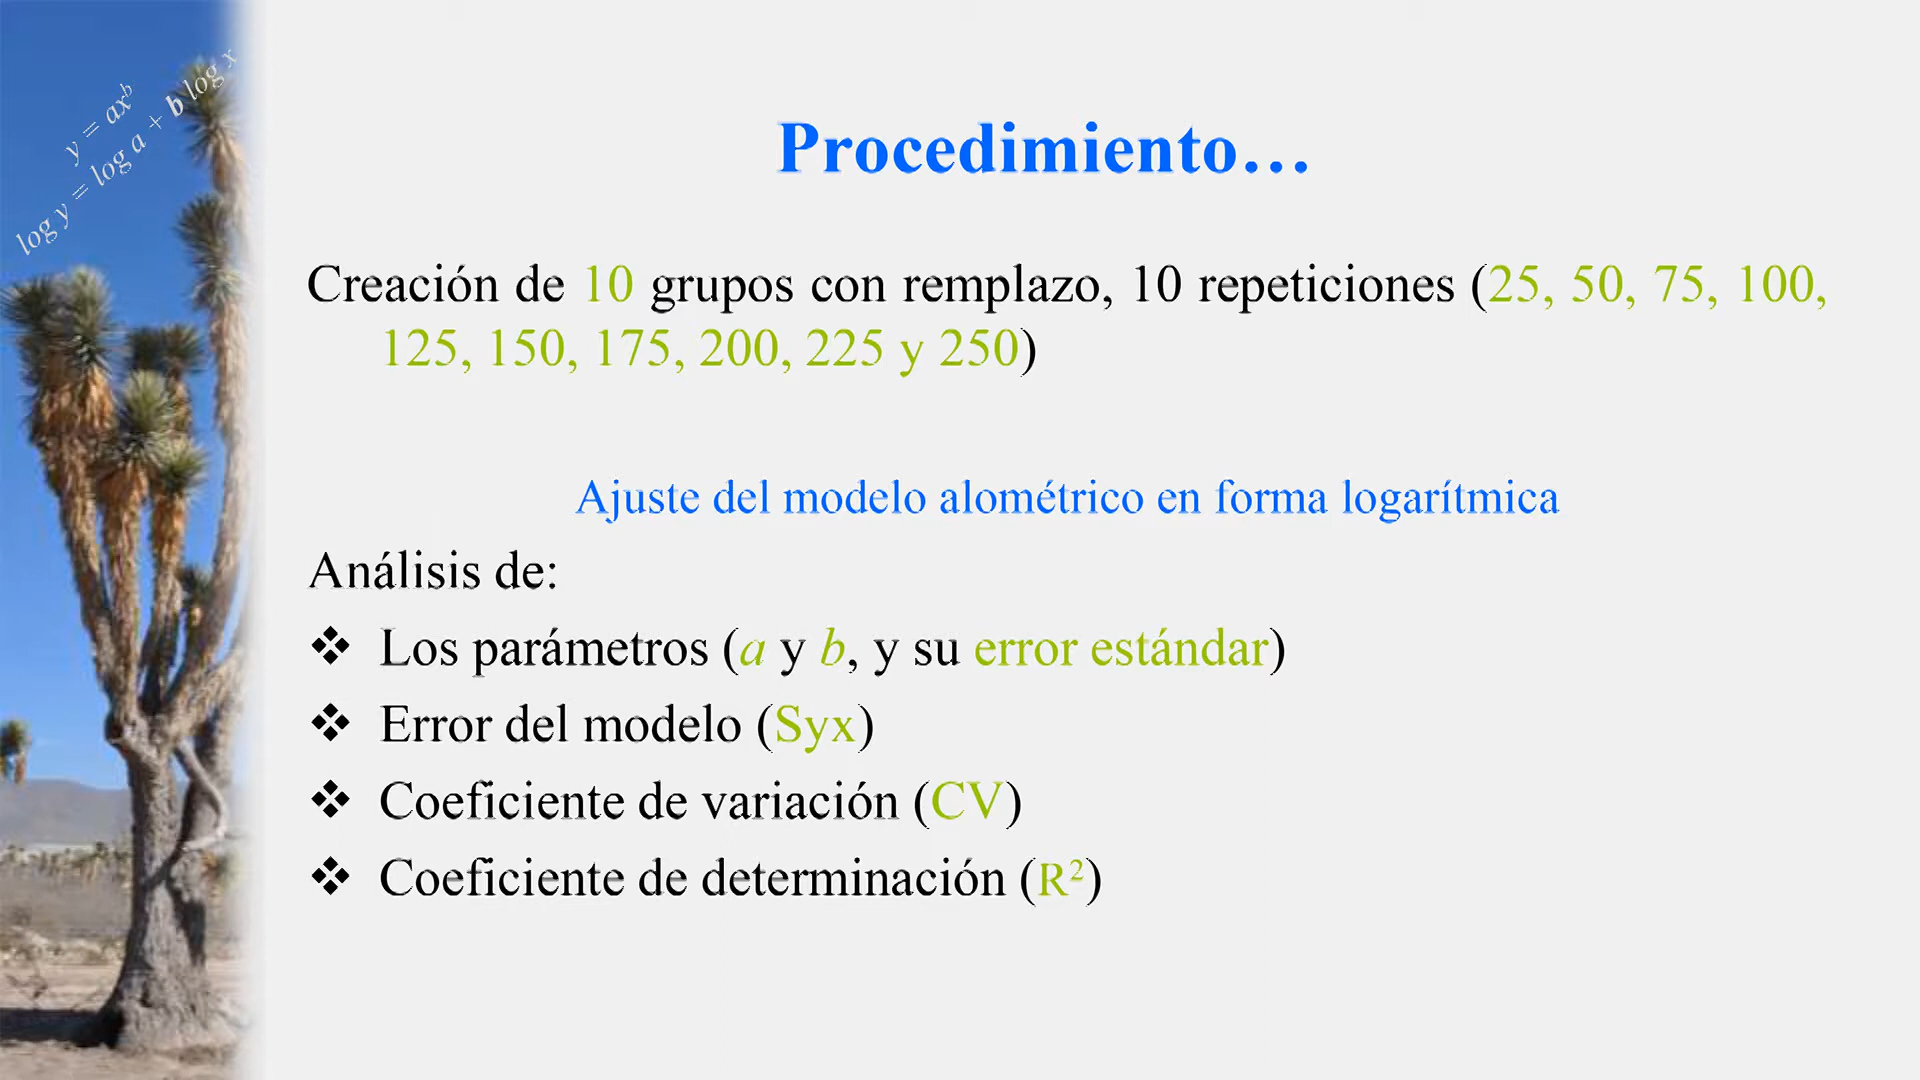 y = axᵇ
log y = log a + b log x
Procedimiento…
Creación de 10 grupos con remplazo, 10 repeticiones (25, 50, 75, 100,
125, 150, 175, 200, 225 y 250)
Ajuste del modelo alométrico en forma logarítmica
Análisis de:
❖ Los parámetros (a y b, y su error estándar)
❖ Error del modelo (Syx)
❖ Coeficiente de variación (CV)
❖ Coeficiente de determinación (R²)